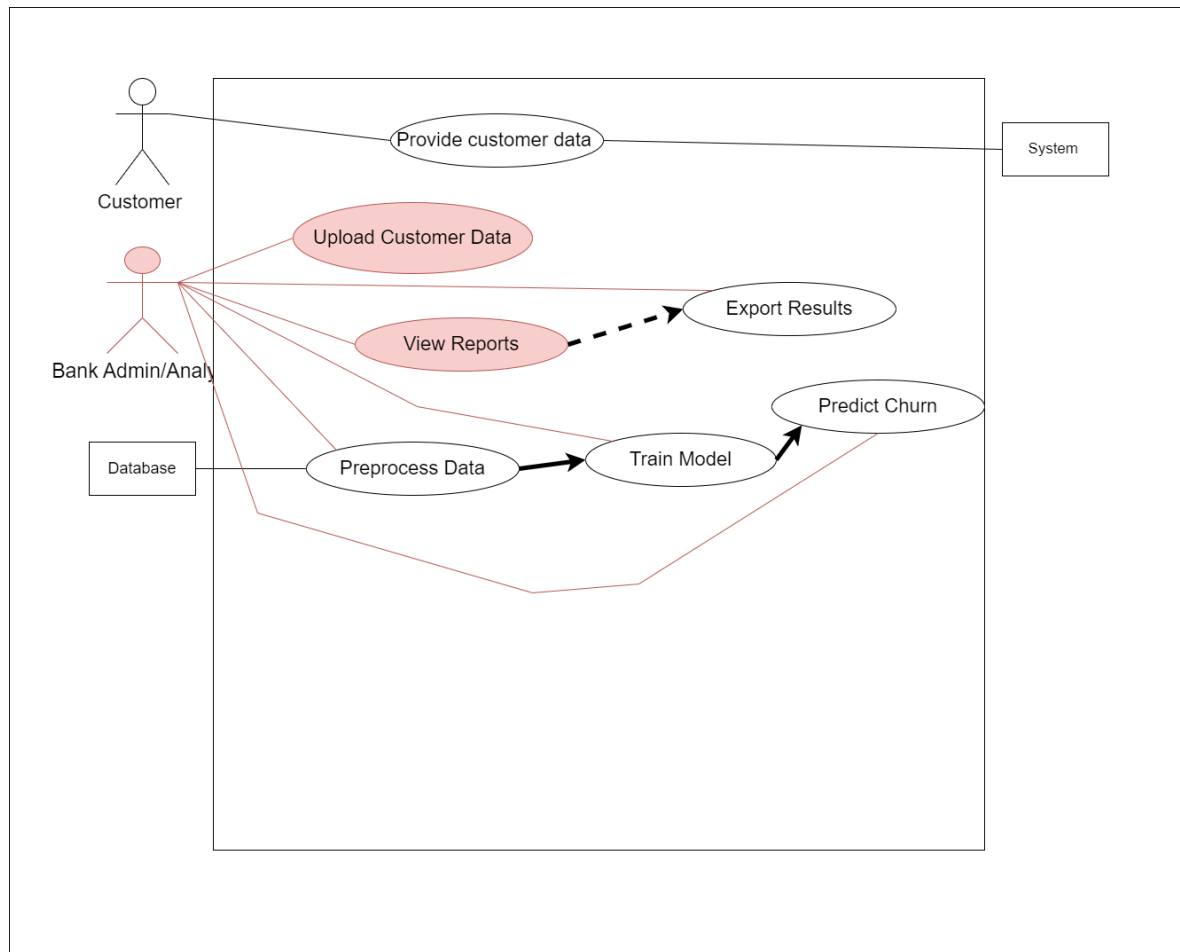 Provide customer data
System
Customer
Upload Customer Data
Export Results
View Reports
Bank Admin/Analy
Predict Churn
Train Model
Database
Preprocess Data